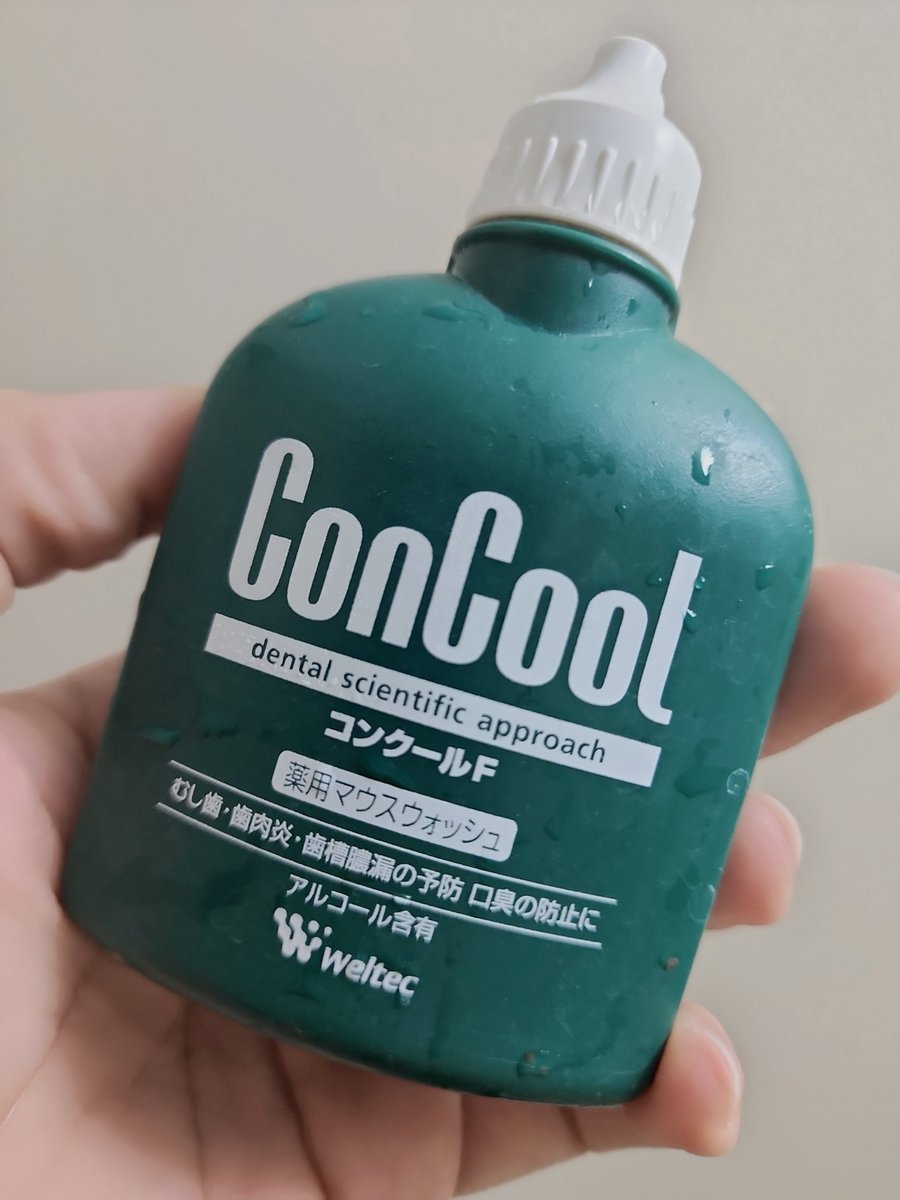 ConCool
dental scientific approach
コンクールF
薬用マウスウォッシュ
むし歯・歯肉炎・歯槽膿漏の予防 口臭の防止に
アルコール含有
weltec